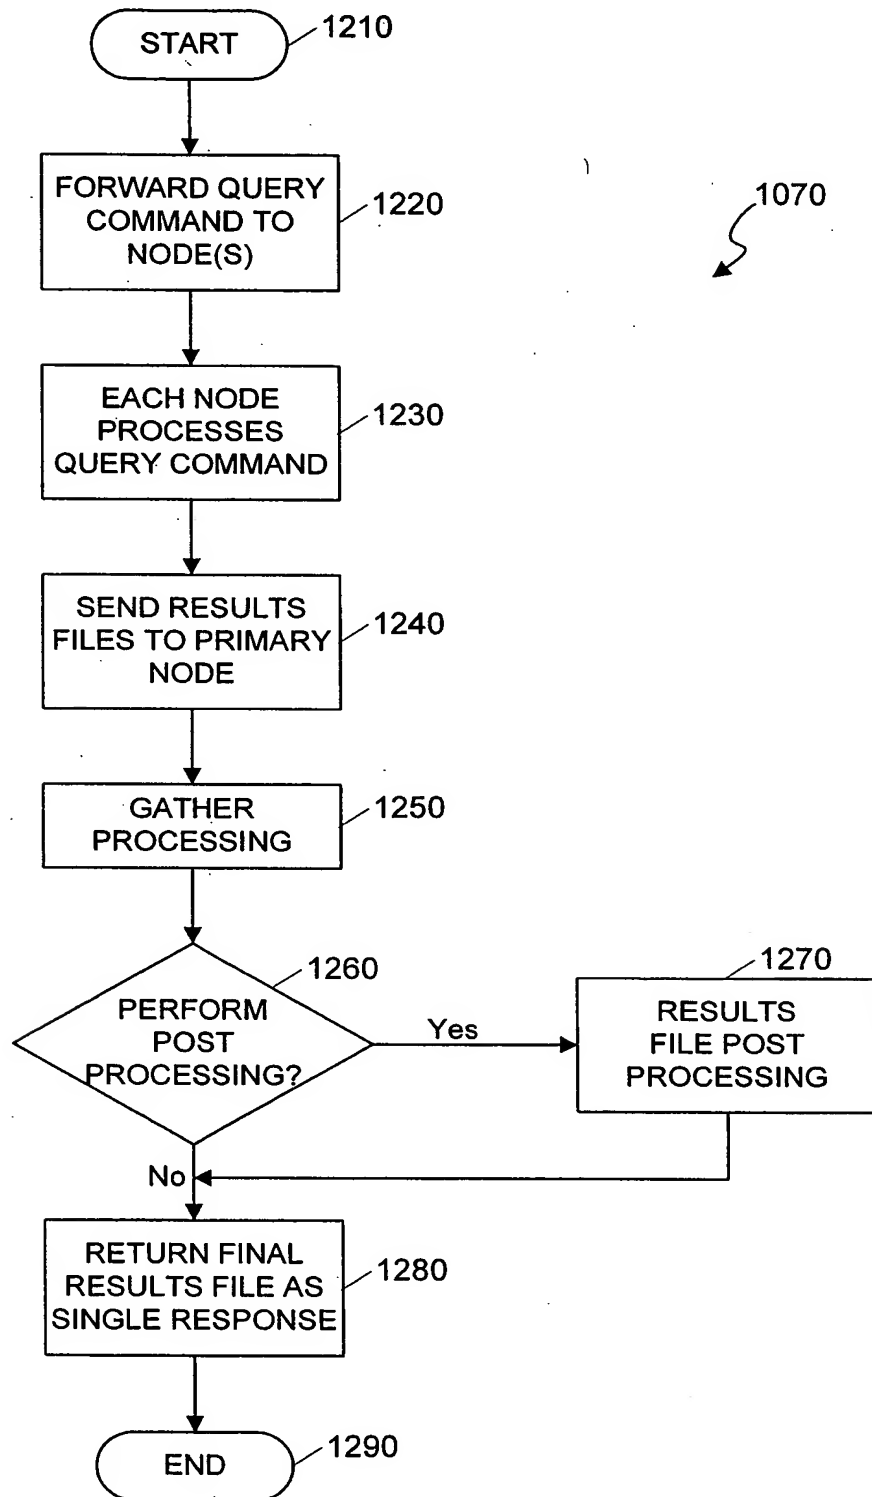 START
1210
FORWARD QUERY
COMMAND TO
NODE(S)
1220
1070
EACH NODE
PROCESSES
QUERY COMMAND
1230
SEND RESULTS
FILES TO PRIMARY
NODE
1240
GATHER
PROCESSING
1250
PERFORM
POST
PROCESSING?
1260
Yes
RESULTS
FILE POST
PROCESSING
1270
No
RETURN FINAL
RESULTS FILE AS
SINGLE RESPONSE
1280
END
1290